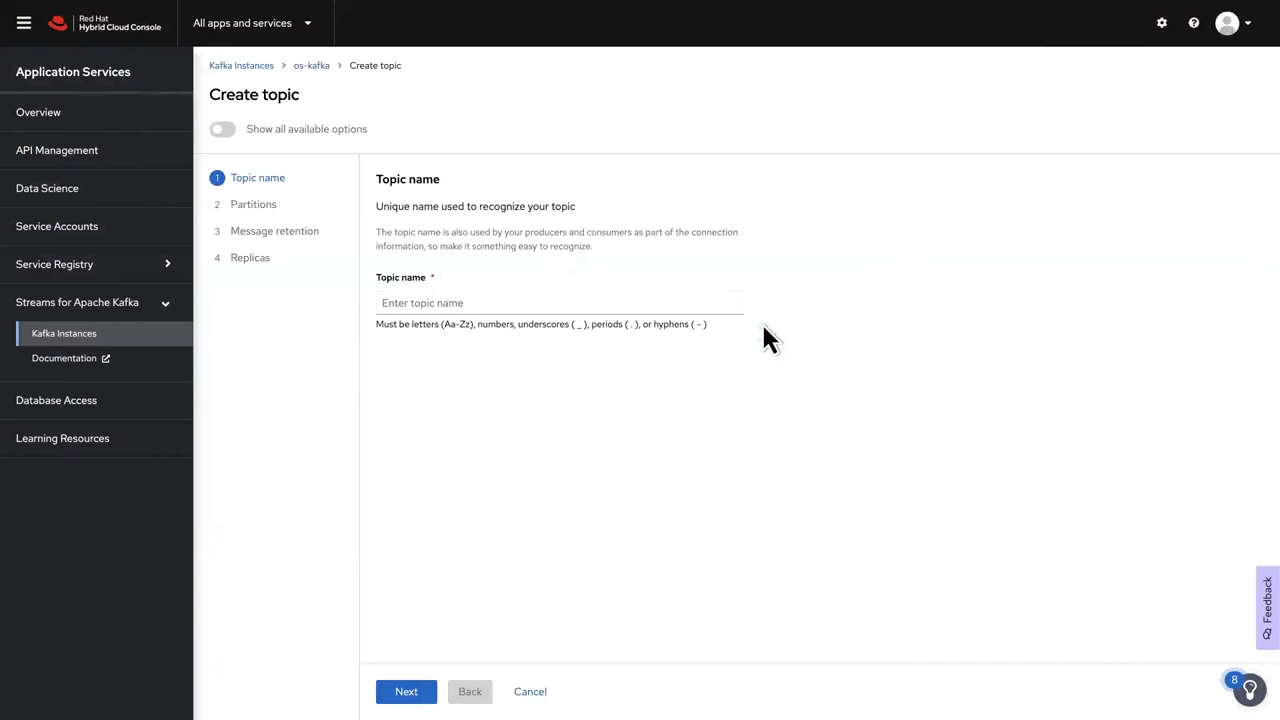 Red Hat
Hybrid Cloud Console
All apps and services
Application Services
Overview
API Management
Data Science
Service Accounts
Service Registry
Streams for Apache Kafka
Kafka Instances
Documentation
Database Access
Learning Resources
Kafka Instances > os-kafka > Create topic
Create topic
Show all available options
1 Topic name
2 Partitions
3 Message retention
4 Replicas
Topic name
Unique name used to recognize your topic
The topic name is also used by your producers and consumers as part of the connection
information, so make it something easy to recognize.
Topic name *
Enter topic name
Must be letters (Aa-Zz), numbers, underscores ( _ ), periods ( . ), or hyphens ( - )
Next
Back
Cancel
Feedback
8